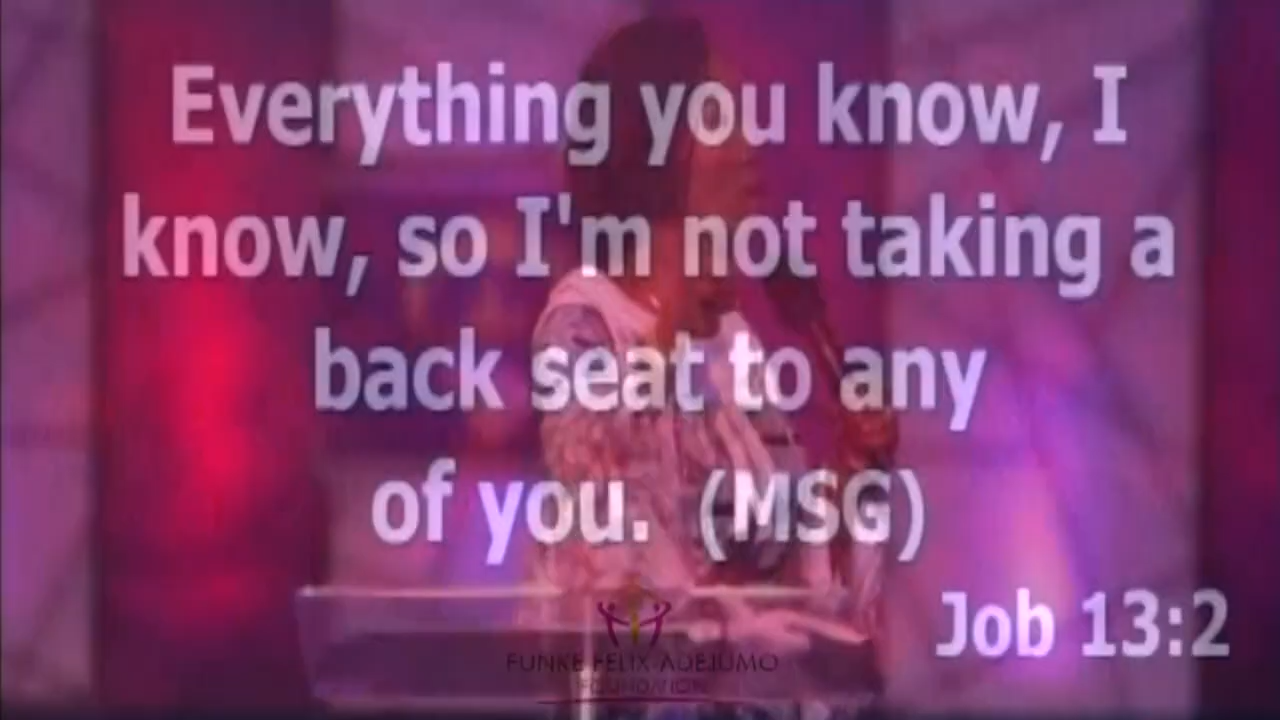 Everything you know, I
know, so I'm not taking a
back seat to any
of you. (MSG)
Job 13:2
FUNKE FELIX-ADEJUMO
FOUNDATION